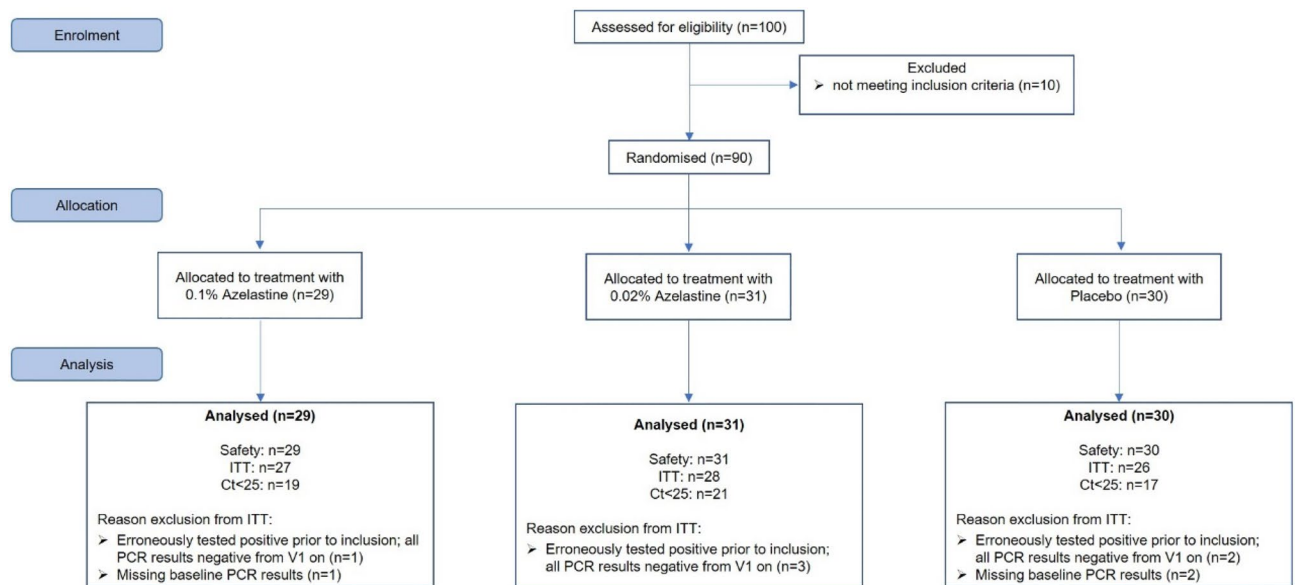 Enrolment
Assessed for eligibility (n=100)
Excluded
➢ not meeting inclusion criteria (n=10)
Randomised (n=90)
Allocation
Allocated to treatment with
0.1% Azelastine (n=29)
Allocated to treatment with
0.02% Azelastine (n=31)
Allocated to treatment with
Placebo (n=30)
Analysis
Analysed (n=29)
Safety: n=29
ITT: n=27
Ct<25: n=19
Reason exclusion from ITT:
➢ Erroneously tested positive prior to inclusion; all
PCR results negative from V1 on (n=1)
➢ Missing baseline PCR results (n=1)
Analysed (n=31)
Safety: n=31
ITT: n=28
Ct<25: n=21
Reason exclusion from ITT:
➢ Erroneously tested positive prior to inclusion;
all PCR results negative from V1 on (n=3)
Analysed (n=30)
Safety: n=30
ITT: n=26
Ct<25: n=17
Reason exclusion from ITT:
➢ Erroneously tested positive prior to inclusion;
all PCR results negative from V1 on (n=2)
➢ Missing baseline PCR results (n=2)